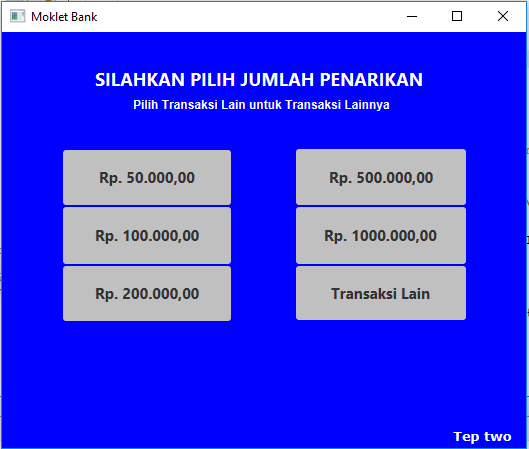 Moklet Bank
SILAHKAN PILIH JUMLAH PENARIKAN
Pilih Transaksi Lain untuk Transaksi Lainnya
Rp. 50.000,00
Rp. 500.000,00
Rp. 100.000,00
Rp. 1000.000,00
Rp. 200.000,00
Transaksi Lain
Tep two